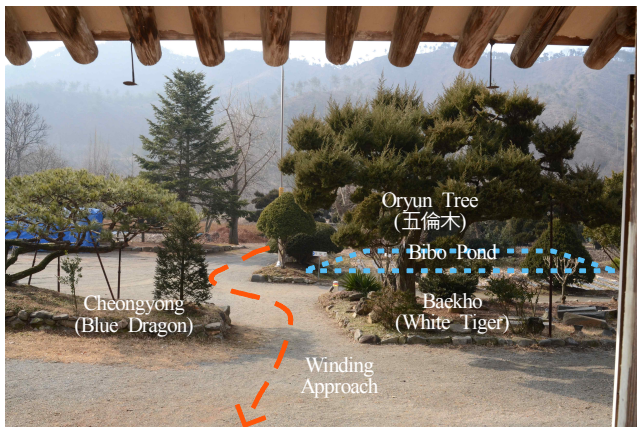 Oryun Tree
(五倫木)
Bibo Pond
Cheongyong
(Blue Dragon)
Baekho
(White Tiger)
Winding
Approach